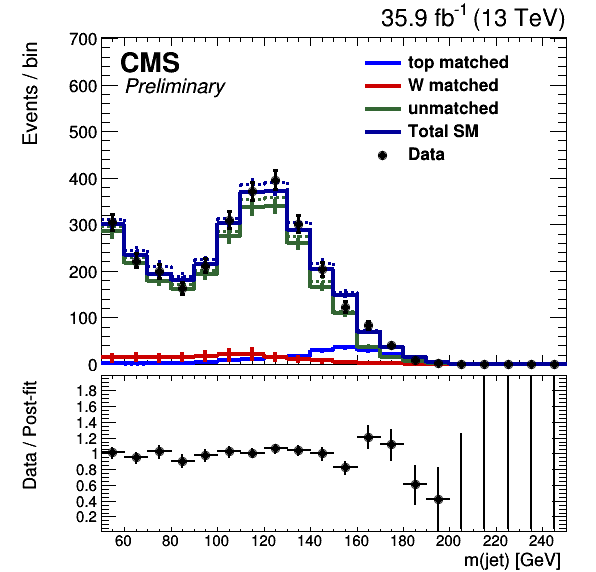 35.9 fb⁻¹ (13 TeV)
CMS
Preliminary
top matched
W matched
unmatched
Total SM
Data
Events / bin
700
600
500
400
300
200
100
0
Data / Post-fit
1.8
1.6
1.4
1.2
1
0.8
0.6
0.4
0.2
60 80 100 120 140 160 180 200 220 240
m(jet) [GeV]